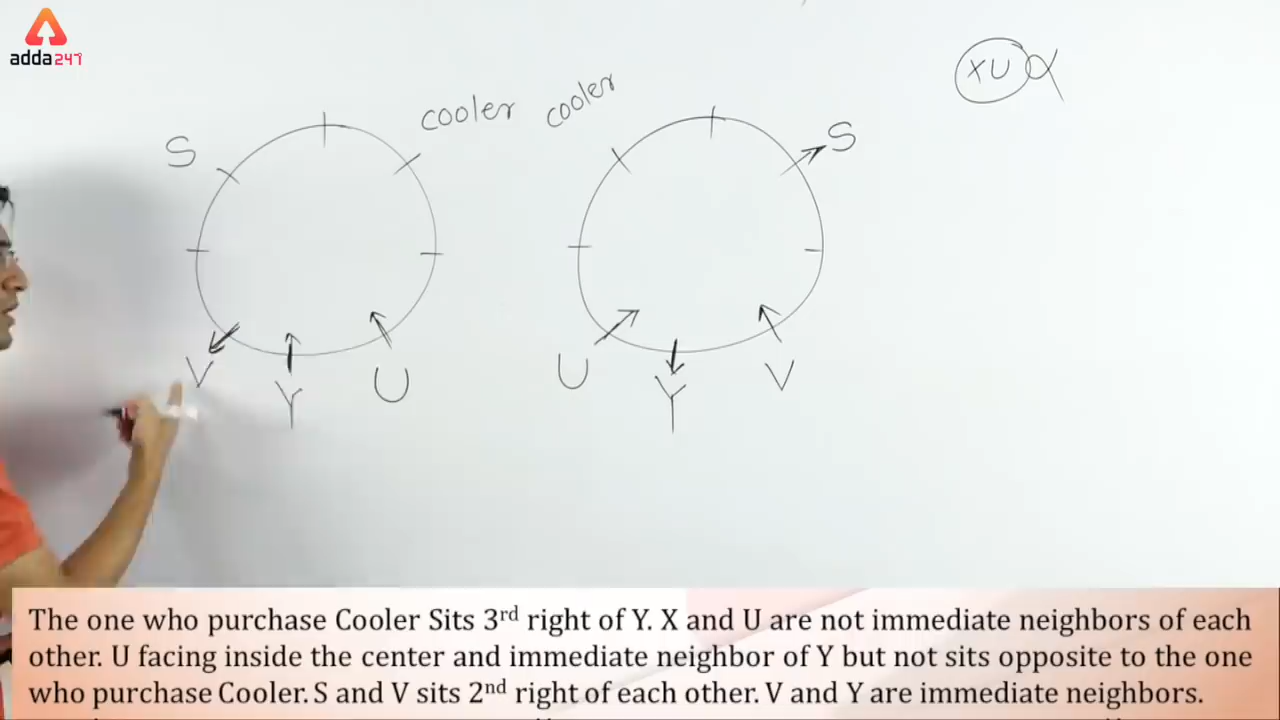 adda247
XU
cooler
cooler
S
S
V
Y
U
U
Y
V
The one who purchase Cooler Sits 3rd right of Y. X and U are not immediate neighbors of each
other. U facing inside the center and immediate neighbor of Y but not sits opposite to the one
who purchase Cooler. S and V sits 2nd right of each other. V and Y are immediate neighbors.